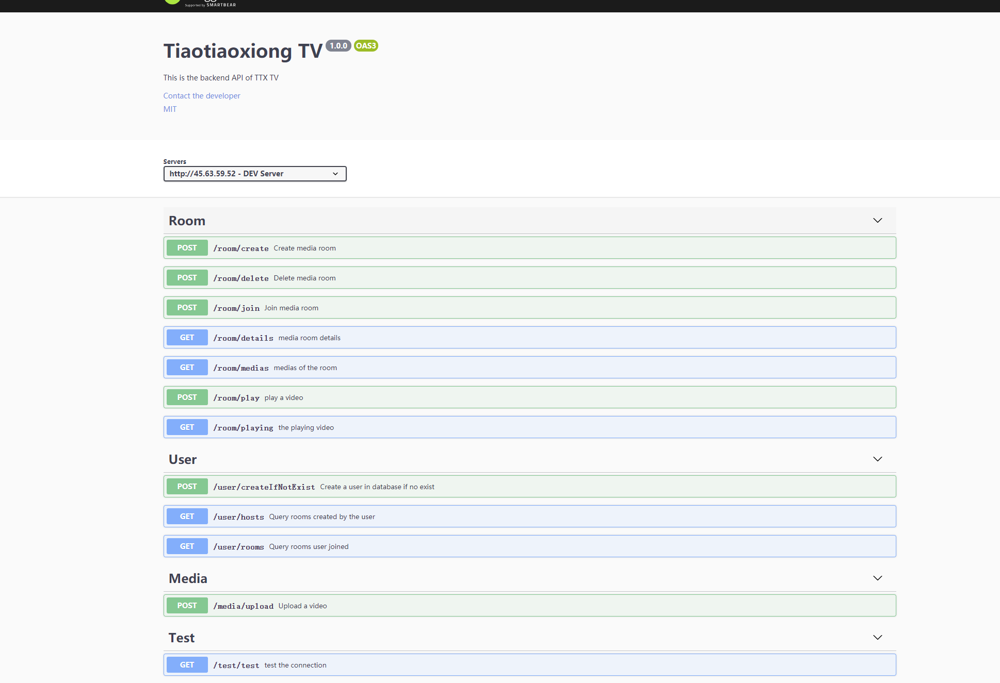 Supported by SMARTBEAR
Tiaotiaoxiong TV 1.0.0 OAS3
This is the backend API of TTX TV
Contact the developer
MIT
Servers
http://45.63.59.52 - DEV Server
Room
POST /room/create Create media room
POST /room/delete Delete media room
POST /room/join Join media room
GET /room/details media room details
GET /room/medias medias of the room
POST /room/play play a video
GET /room/playing the playing video
User
POST /user/createIfNotExist Create a user in database if no exist
GET /user/hosts Query rooms created by the user
GET /user/rooms Query rooms user joined
Media
POST /media/upload Upload a video
Test
GET /test/test test the connection